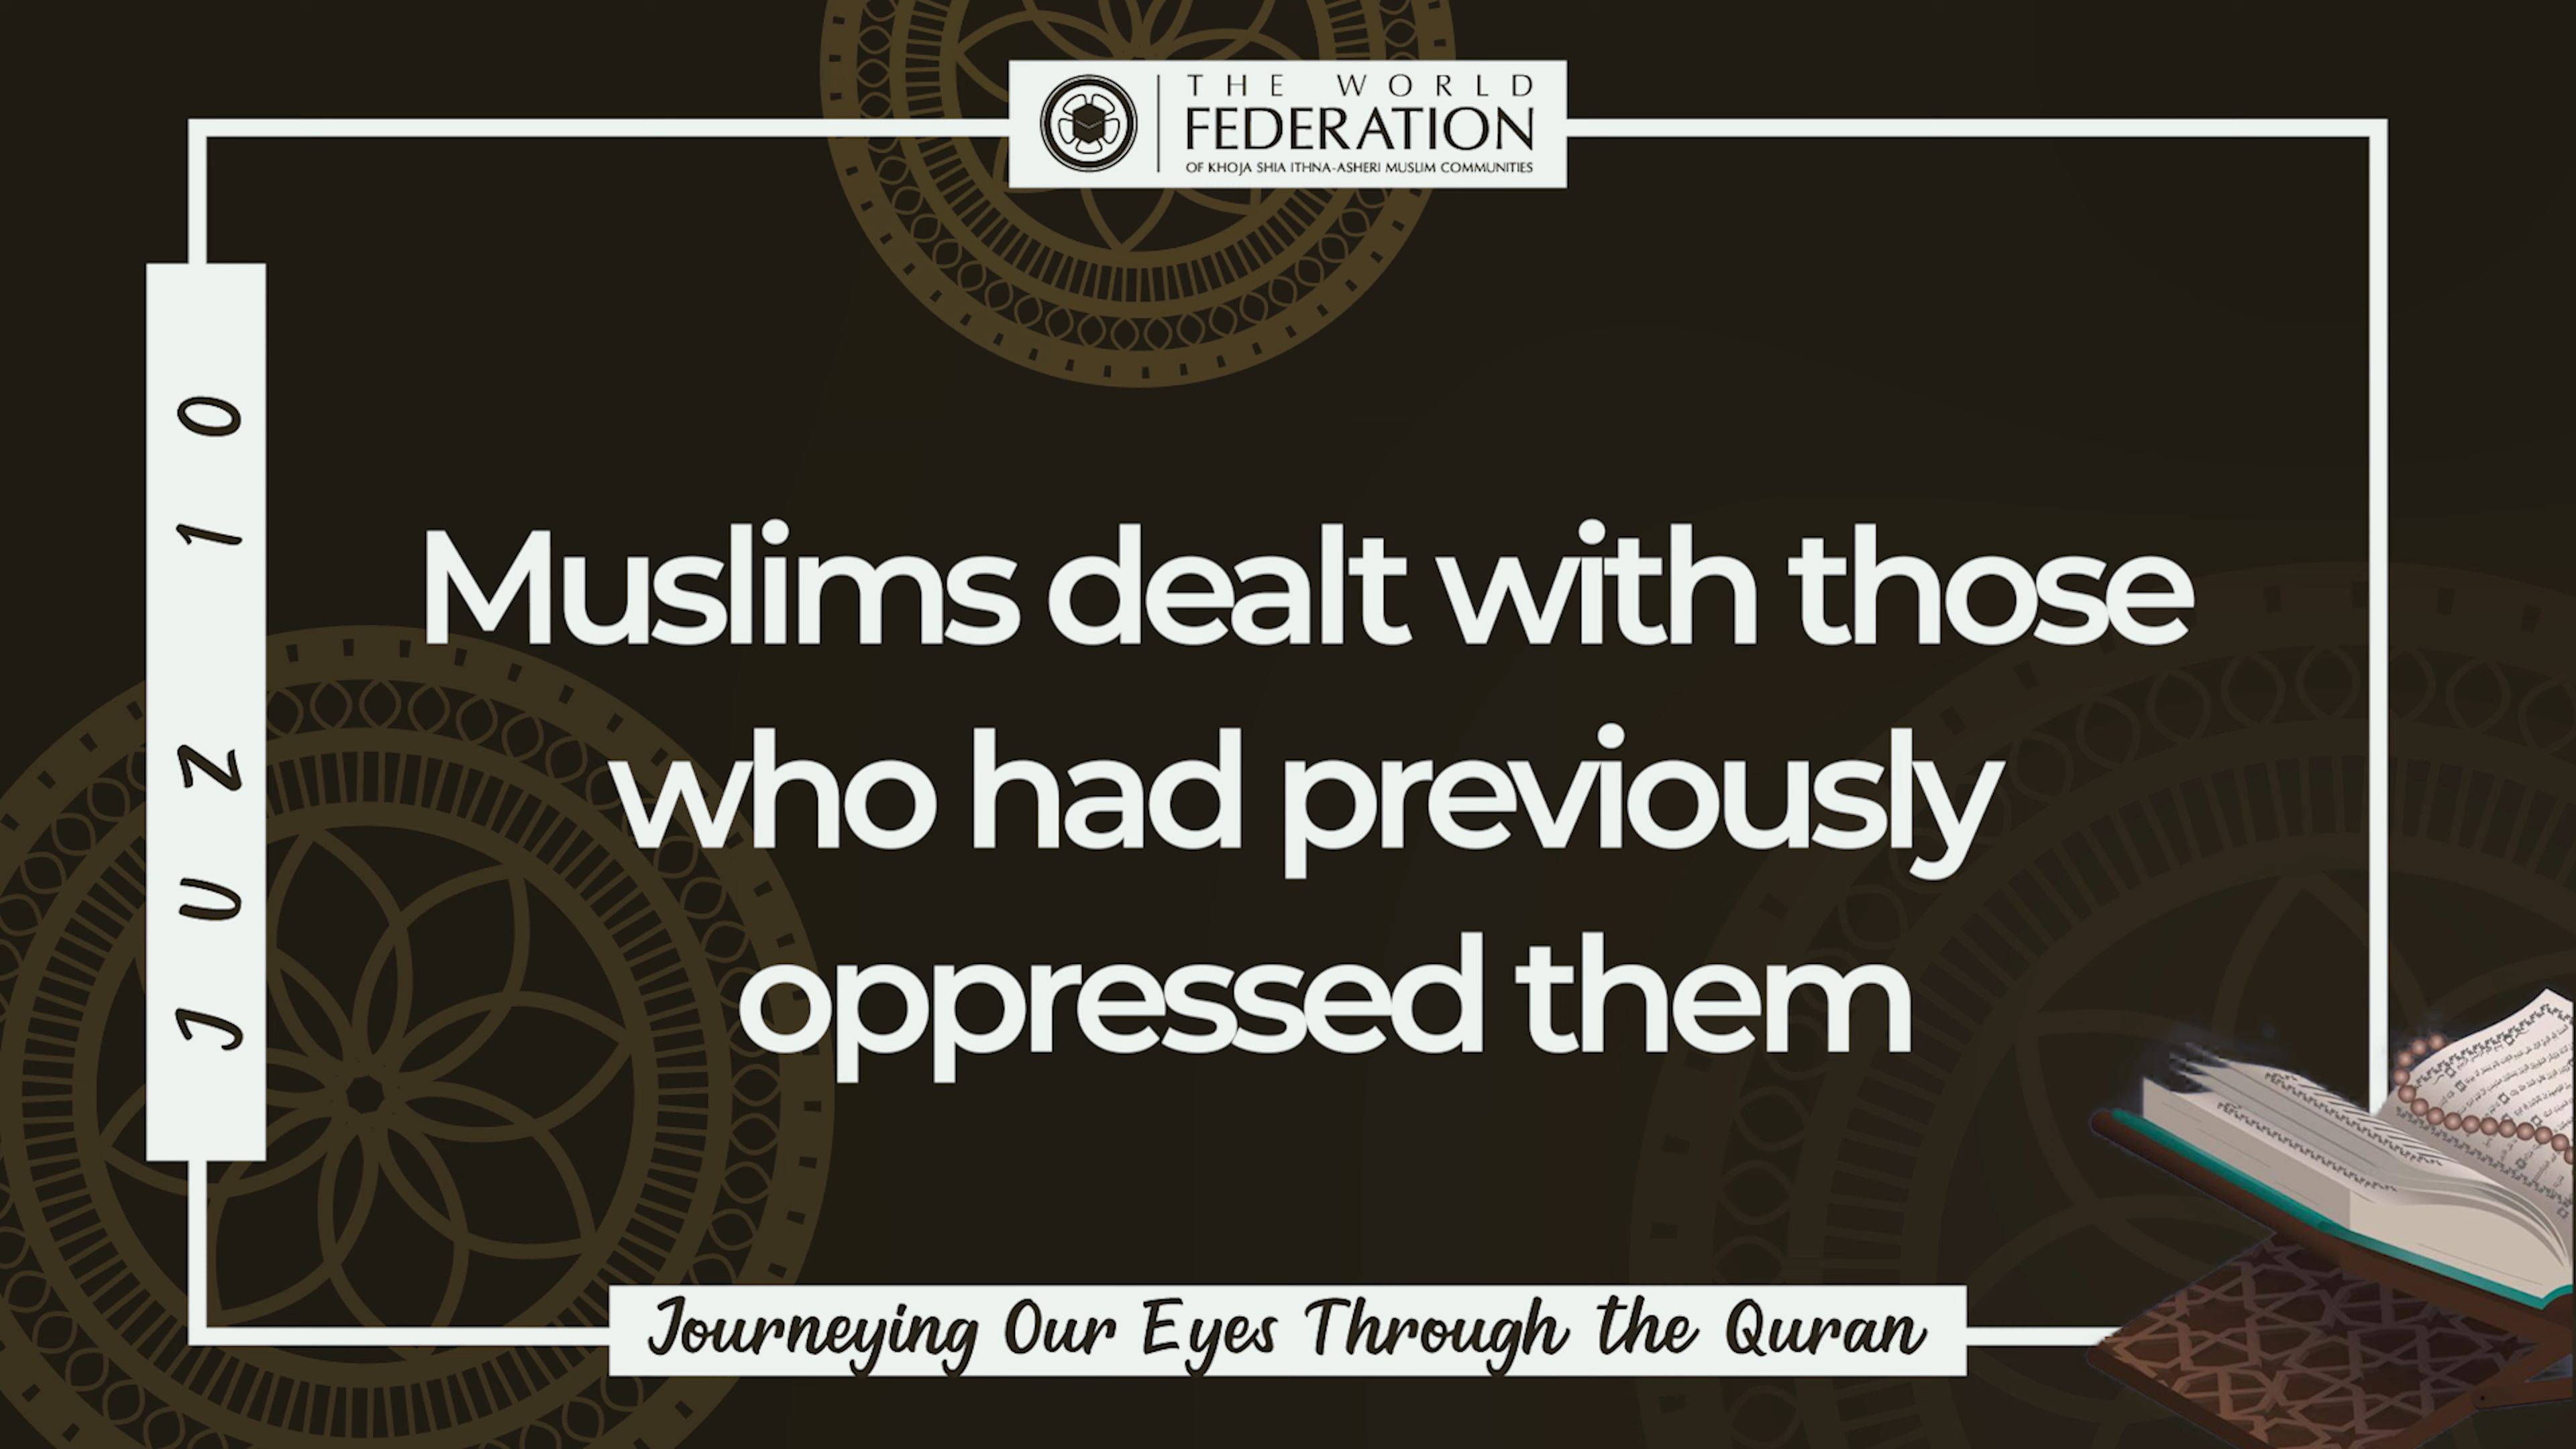 THE WORLD
FEDERATION
OF KHOJA SHIA ITHNA-ASHERI MUSLIM COMMUNITIES
JUZ 10
Muslims dealt with those
who had previously
oppressed them
Journeying Our Eyes Through the Quran